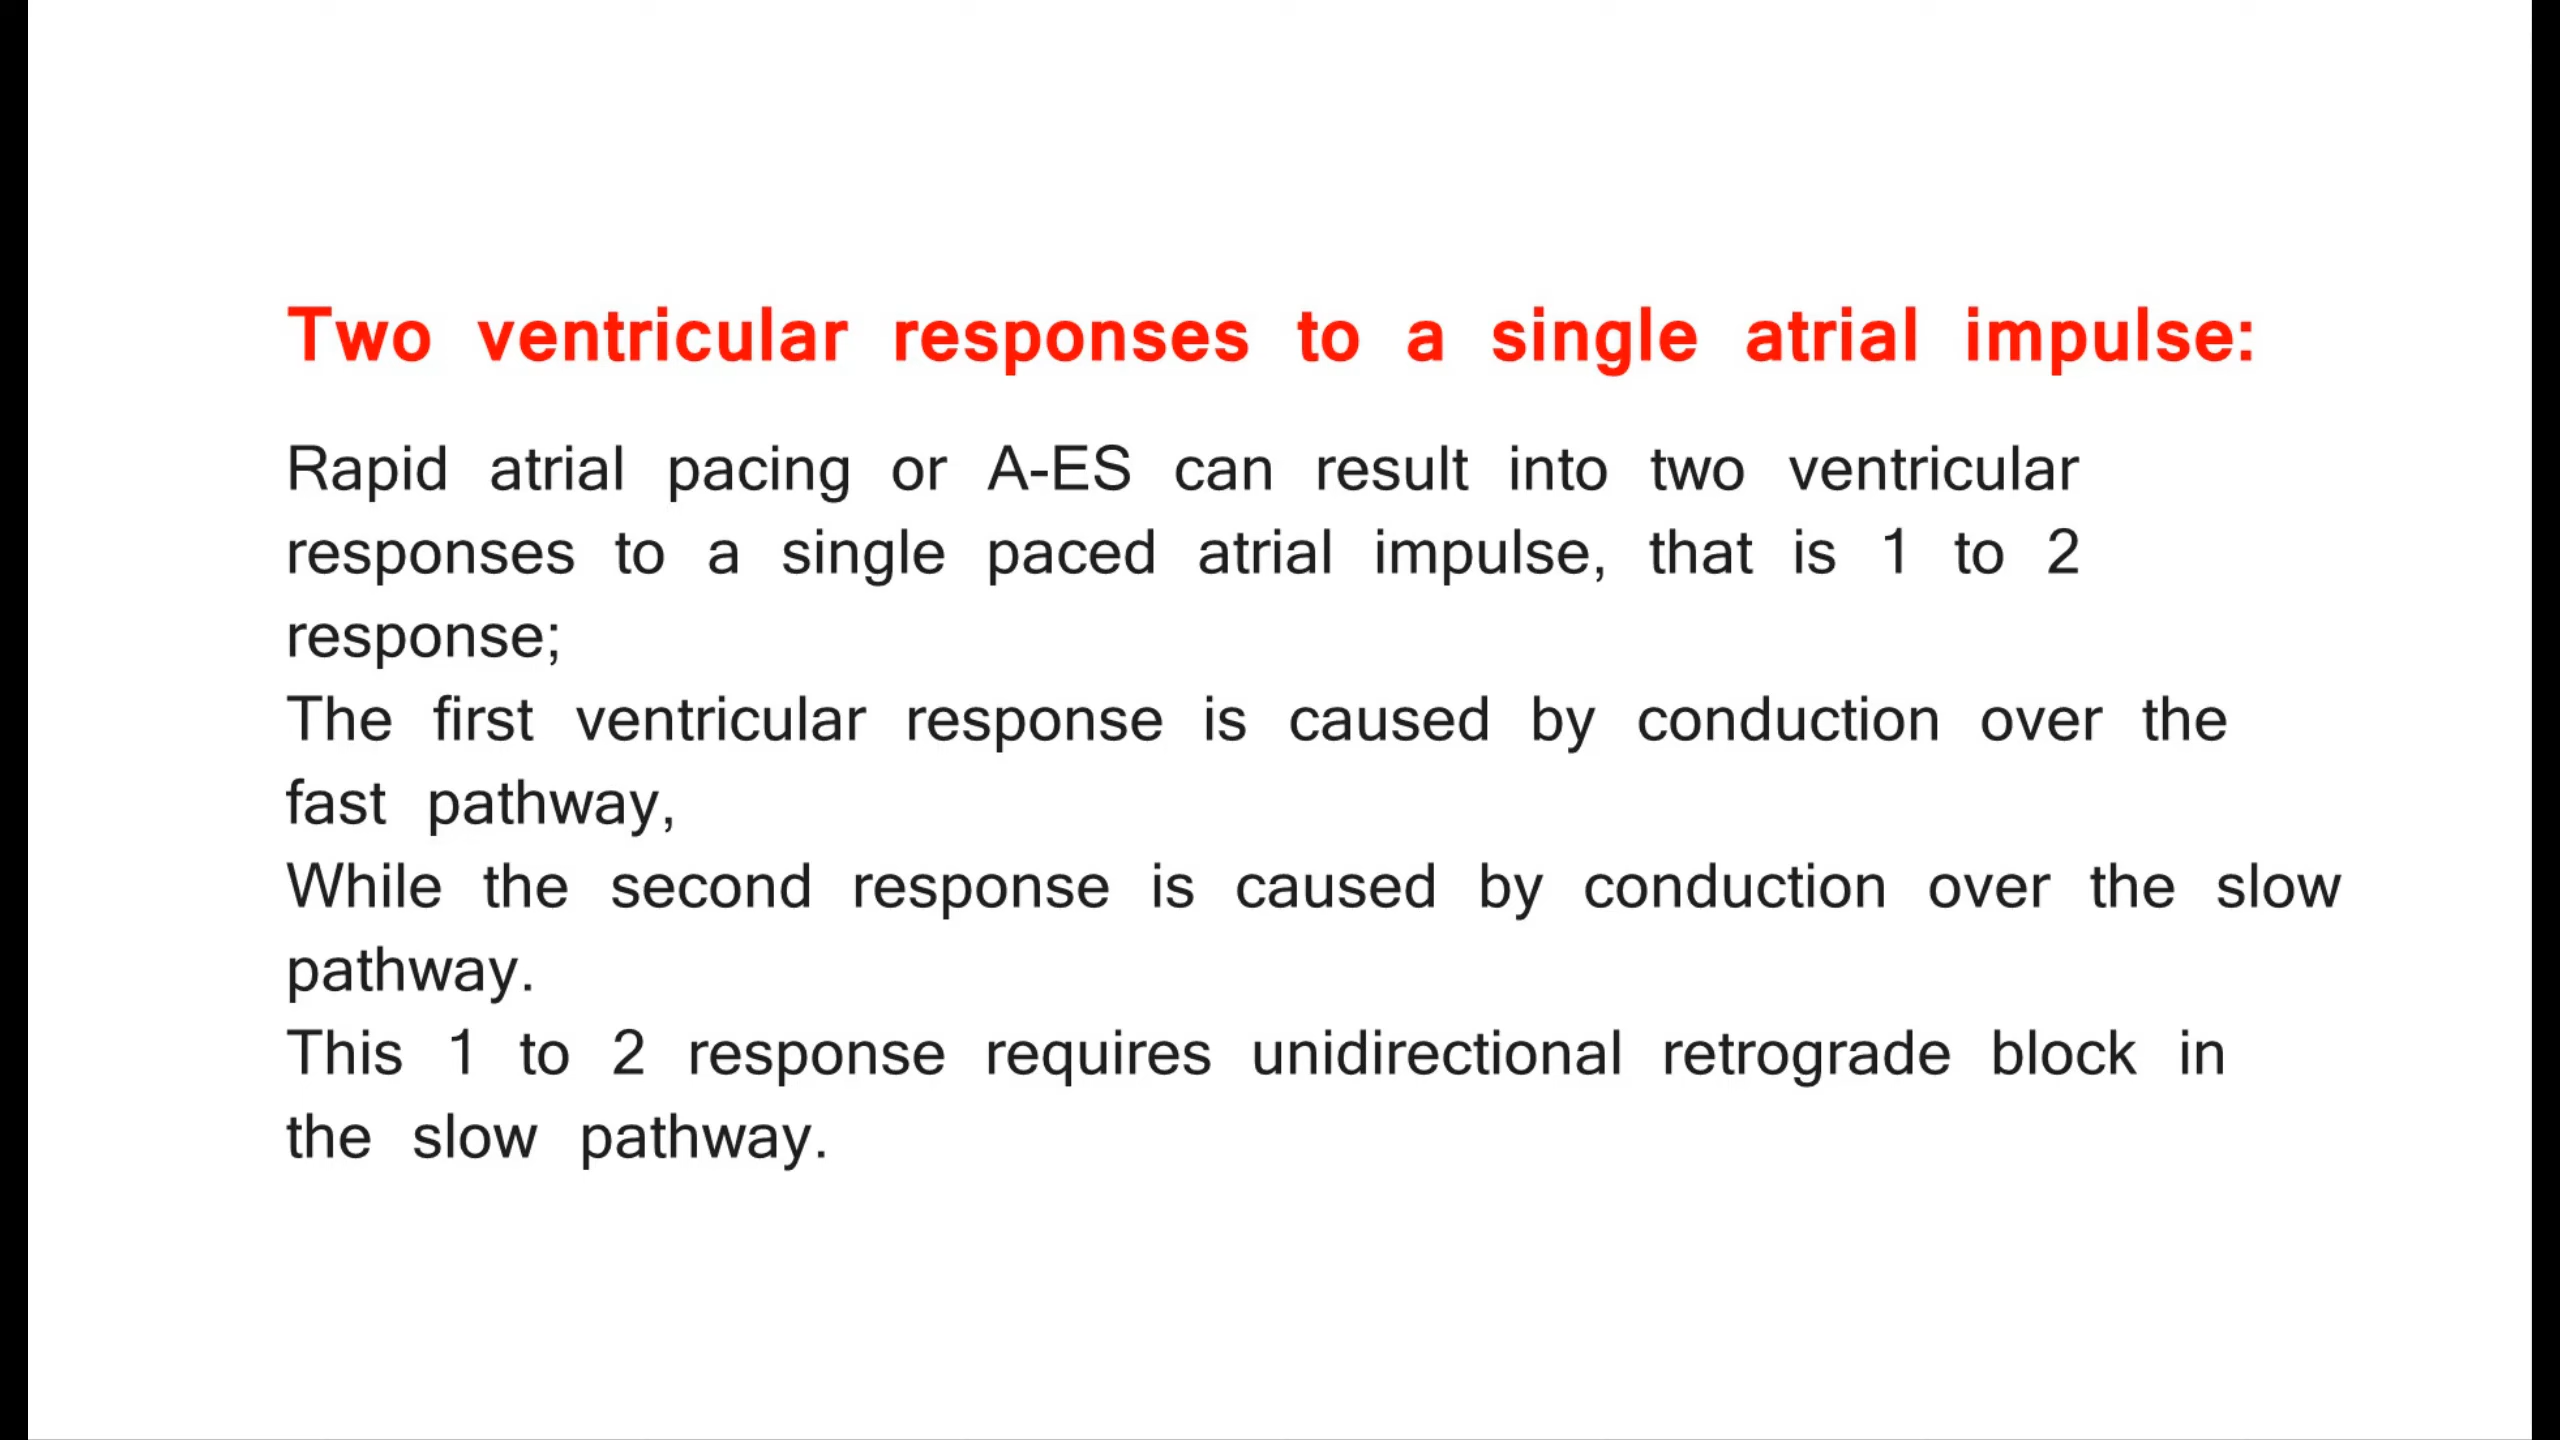 Two ventricular responses to a single atrial impulse:
Rapid atrial pacing or A-ES can result into two ventricular
responses to a single paced atrial impulse, that is 1 to 2
response;
The first ventricular response is caused by conduction over the
fast pathway,
While the second response is caused by conduction over the slow
pathway.
This 1 to 2 response requires unidirectional retrograde block in
the slow pathway.